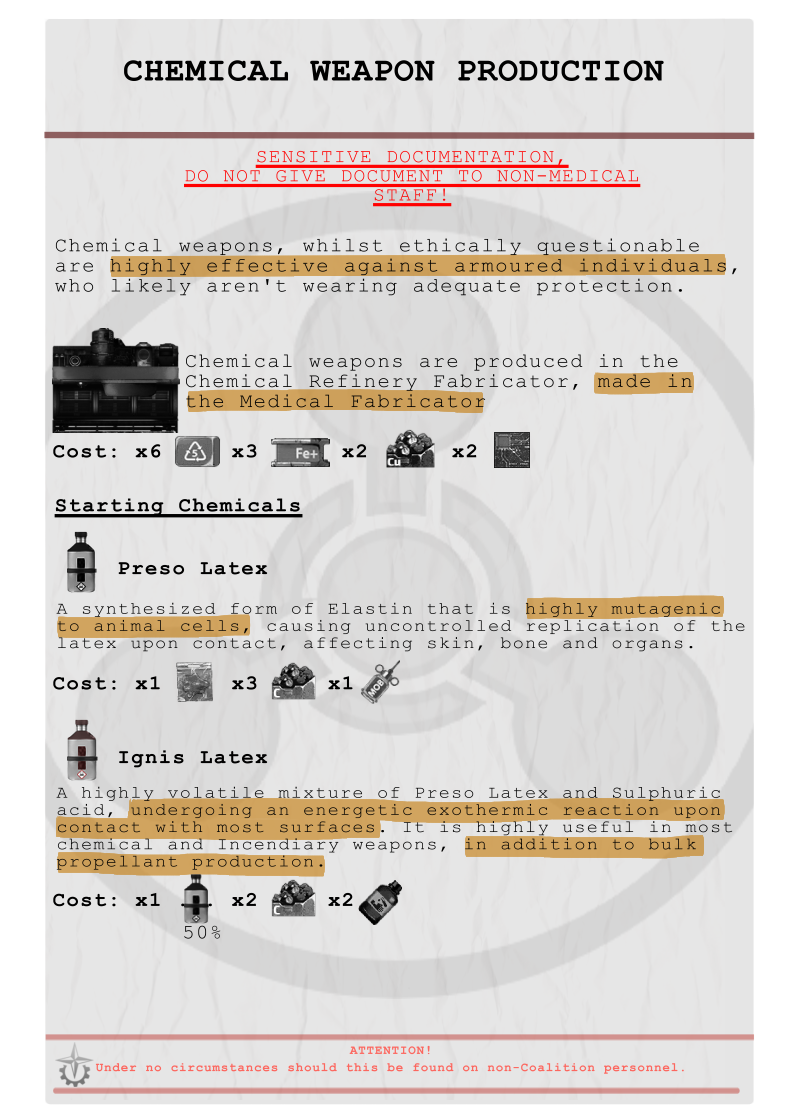 CHEMICAL WEAPON PRODUCTION
SENSITIVE DOCUMENTATION,
DO NOT GIVE DOCUMENT TO NON-MEDICAL
STAFF!
Chemical weapons, whilst ethically questionable
are highly effective against armoured individuals,
who likely aren't wearing adequate protection.
Chemical weapons are produced in the
Chemical Refinery Fabricator, made in
the Medical Fabricator
Cost: x6 5 x3 Fe+ x2 Cu x2
Starting Chemicals
Preso Latex
A synthesized form of Elastin that is highly mutagenic
to animal cells, causing uncontrolled replication of the
latex upon contact, affecting skin, bone and organs.
Cost: x1 x3 C x1 MOB
Ignis Latex
A highly volatile mixture of Preso Latex and Sulphuric
acid, undergoing an energetic exothermic reaction upon
contact with most surfaces. It is highly useful in most
chemical and Incendiary weapons, in addition to bulk
propellant production.
Cost: x1 x2 C x2
50%
ATTENTION!
Under no circumstances should this be found on non-Coalition personnel.